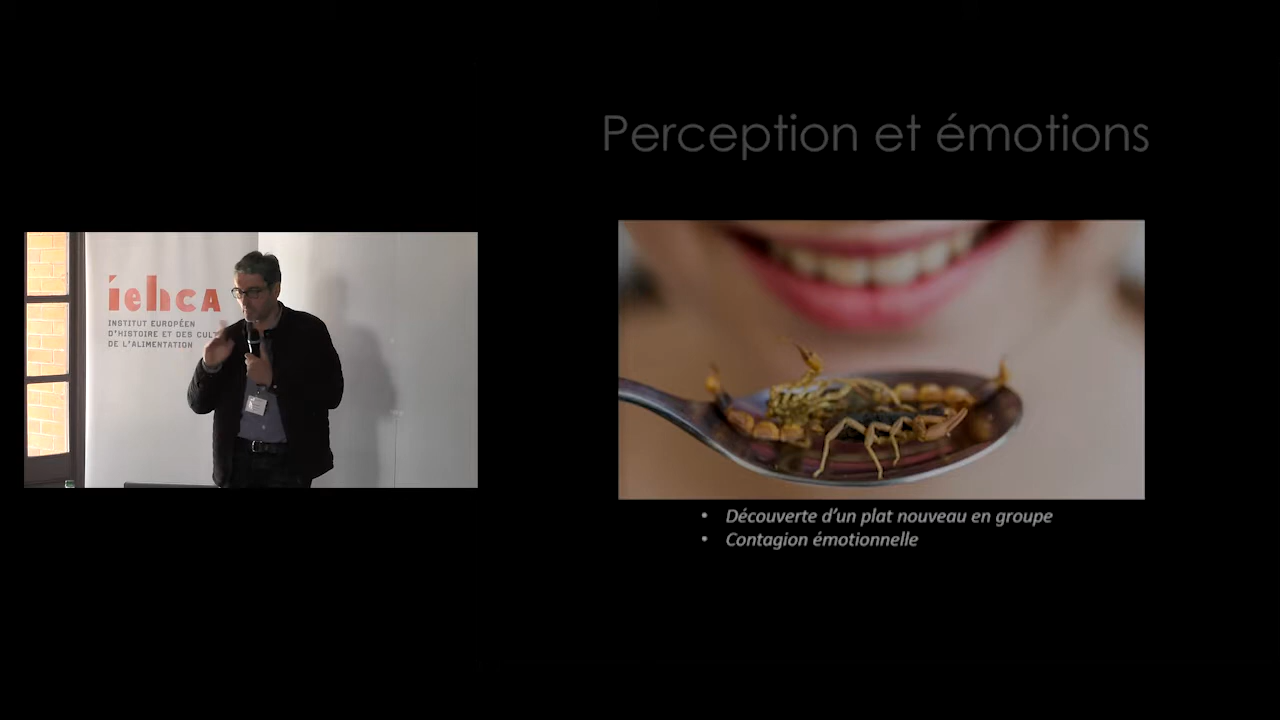 Perception et émotions
iehca
INSTITUT EUROPÉEN
D'HISTOIRE ET DES CULT
DE L'ALIMENTATION
• Découverte d'un plat nouveau en groupe
• Contagion émotionnelle